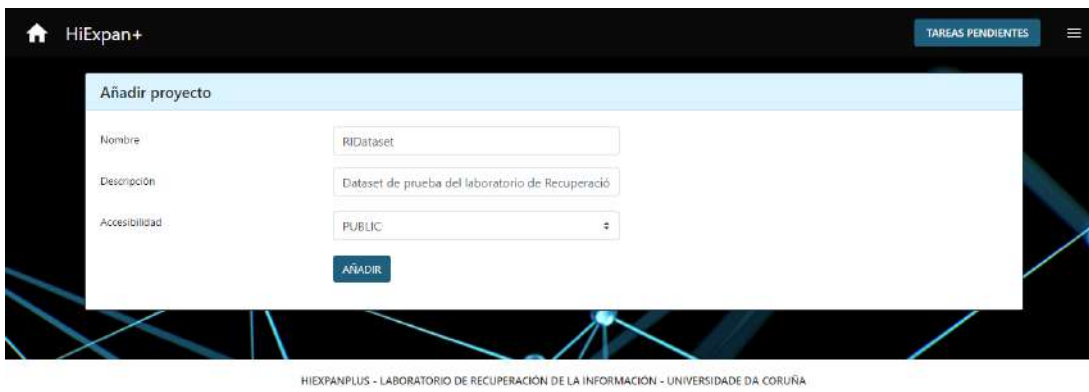 HiExpan+
TAREAS PENDIENTES
Añadir proyecto
Nombre
RIDataset
Descripción
Dataset de prueba del laboratorio de Recuperació
Accesibilidad
PUBLIC
AÑADIR
HIEXPANPLUS - LABORATORIO DE RECUPERACIÓN DE LA INFORMACIÓN - UNIVERSIDADE DA CORUÑA